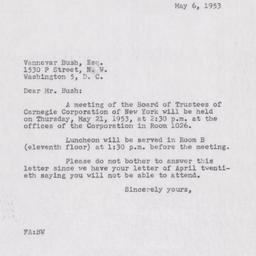 May 6, 1953
Vannevar Bush, Esq.
1530 P Street, N. W.
Washington 5, D. C.
Dear Mr. Bush:
A meeting of the Board of Trustees of
Carnegie Corporation of New York will be held
on Thursday, May 21, 1953, at 2:30 p.m. at the
offices of the Corporation in Room 1026.
Luncheon will be served in Room B
(eleventh floor) at 1:30 p.m. before the meeting.
Please do not bother to answer this
letter since we have your letter of April twenti-
eth saying you will not be able to attend.
Sincerely yours,
FA:BW